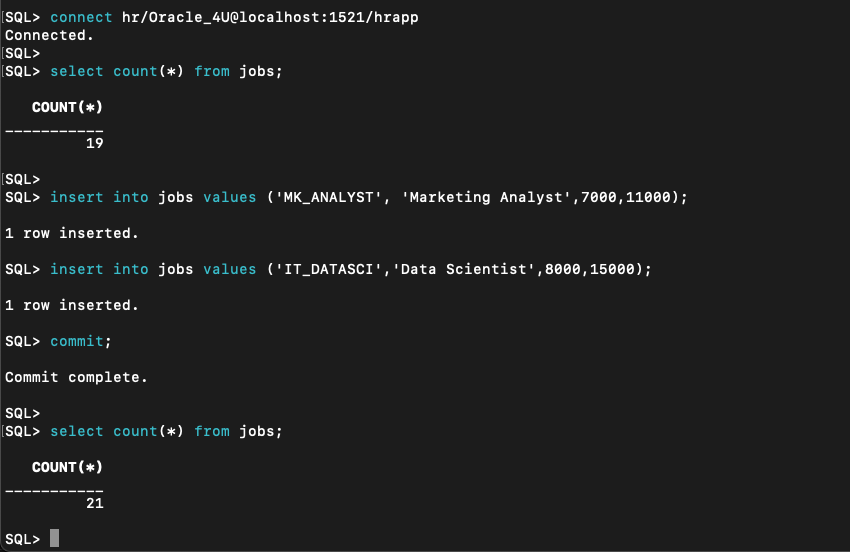 SQL> connect hr/Oracle_4U@localhost:1521/hrapp
Connected.
SQL>
SQL> select count(*) from jobs;
COUNT(*)
___________
19
SQL>
SQL> insert into jobs values ('MK_ANALYST', 'Marketing Analyst',7000,11000);
1 row inserted.
SQL> insert into jobs values ('IT_DATASCI','Data Scientist',8000,15000);
1 row inserted.
SQL> commit;
Commit complete.
SQL>
SQL> select count(*) from jobs;
COUNT(*)
___________
21
SQL>